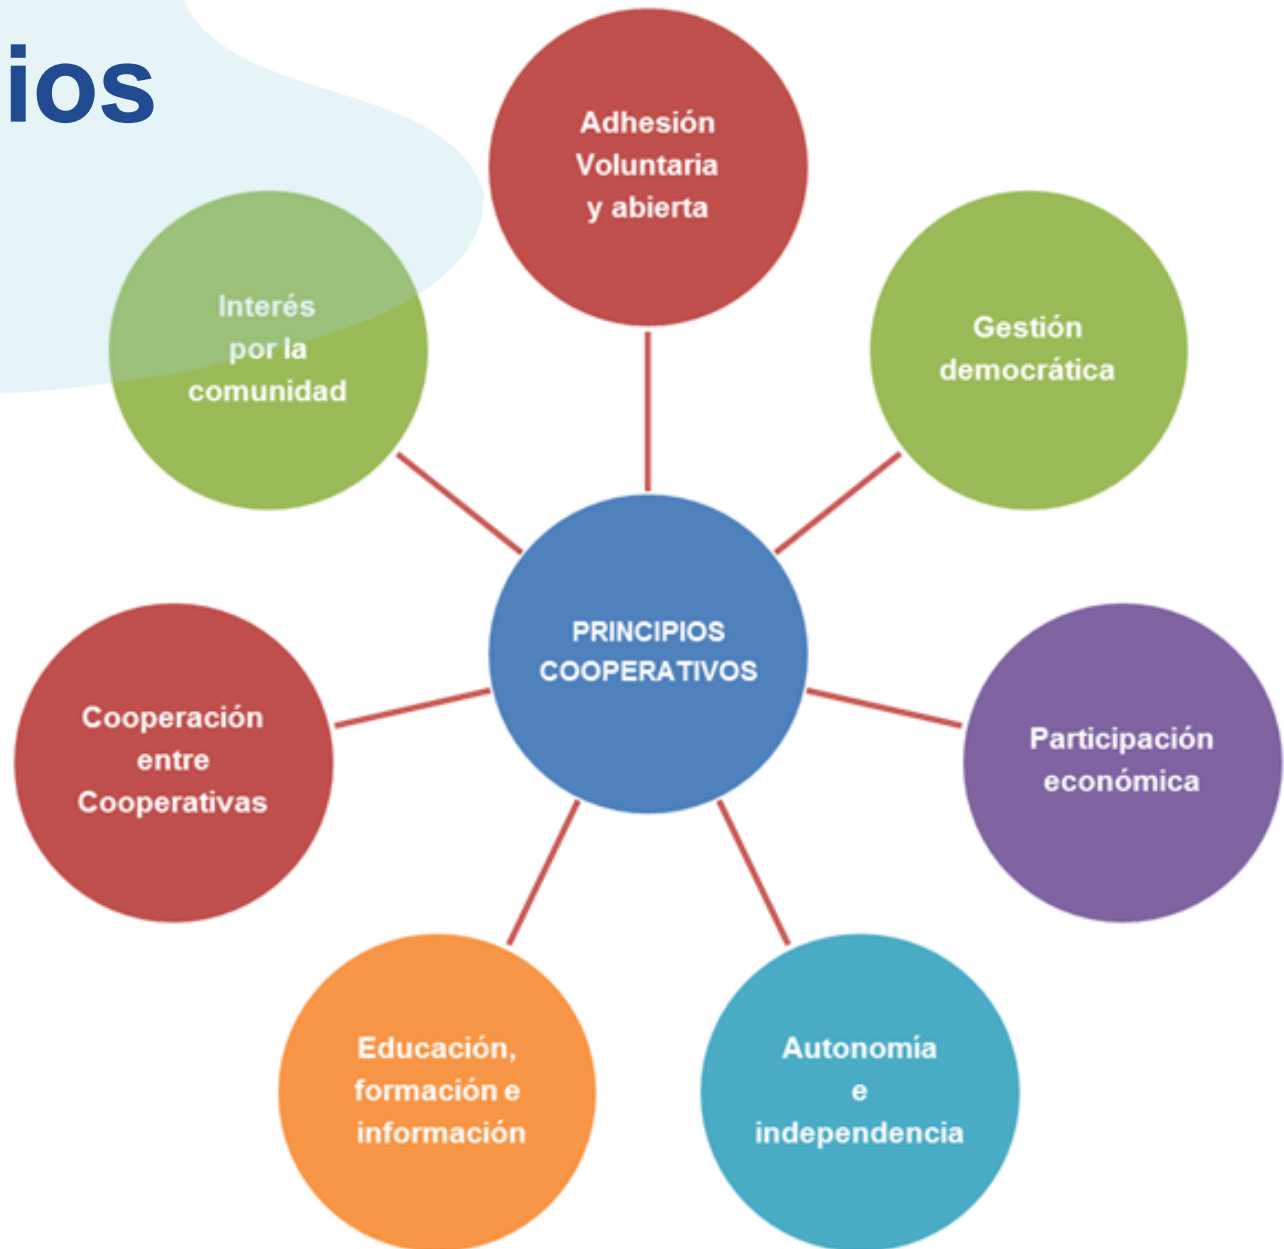 ios
Adhesión
Voluntaria
y abierta
Gestión
democrática
Participación
económica
Autonomía
e
independencia
Educación,
formación e
información
Cooperación
entre
Cooperativas
Interés
por la
comunidad
PRINCIPIOS
COOPERATIVOS